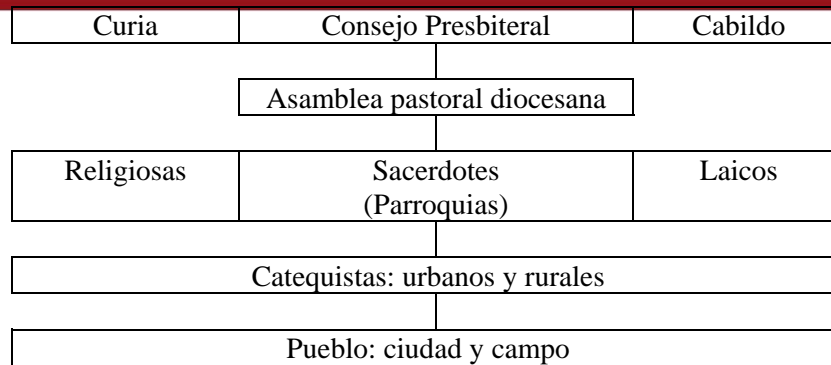 Curia Consejo Presbiteral Cabildo
Asamblea pastoral diocesana
Religiosas Sacerdotes Laicos
(Parroquias)
Catequistas: urbanos y rurales
Pueblo: ciudad y campo